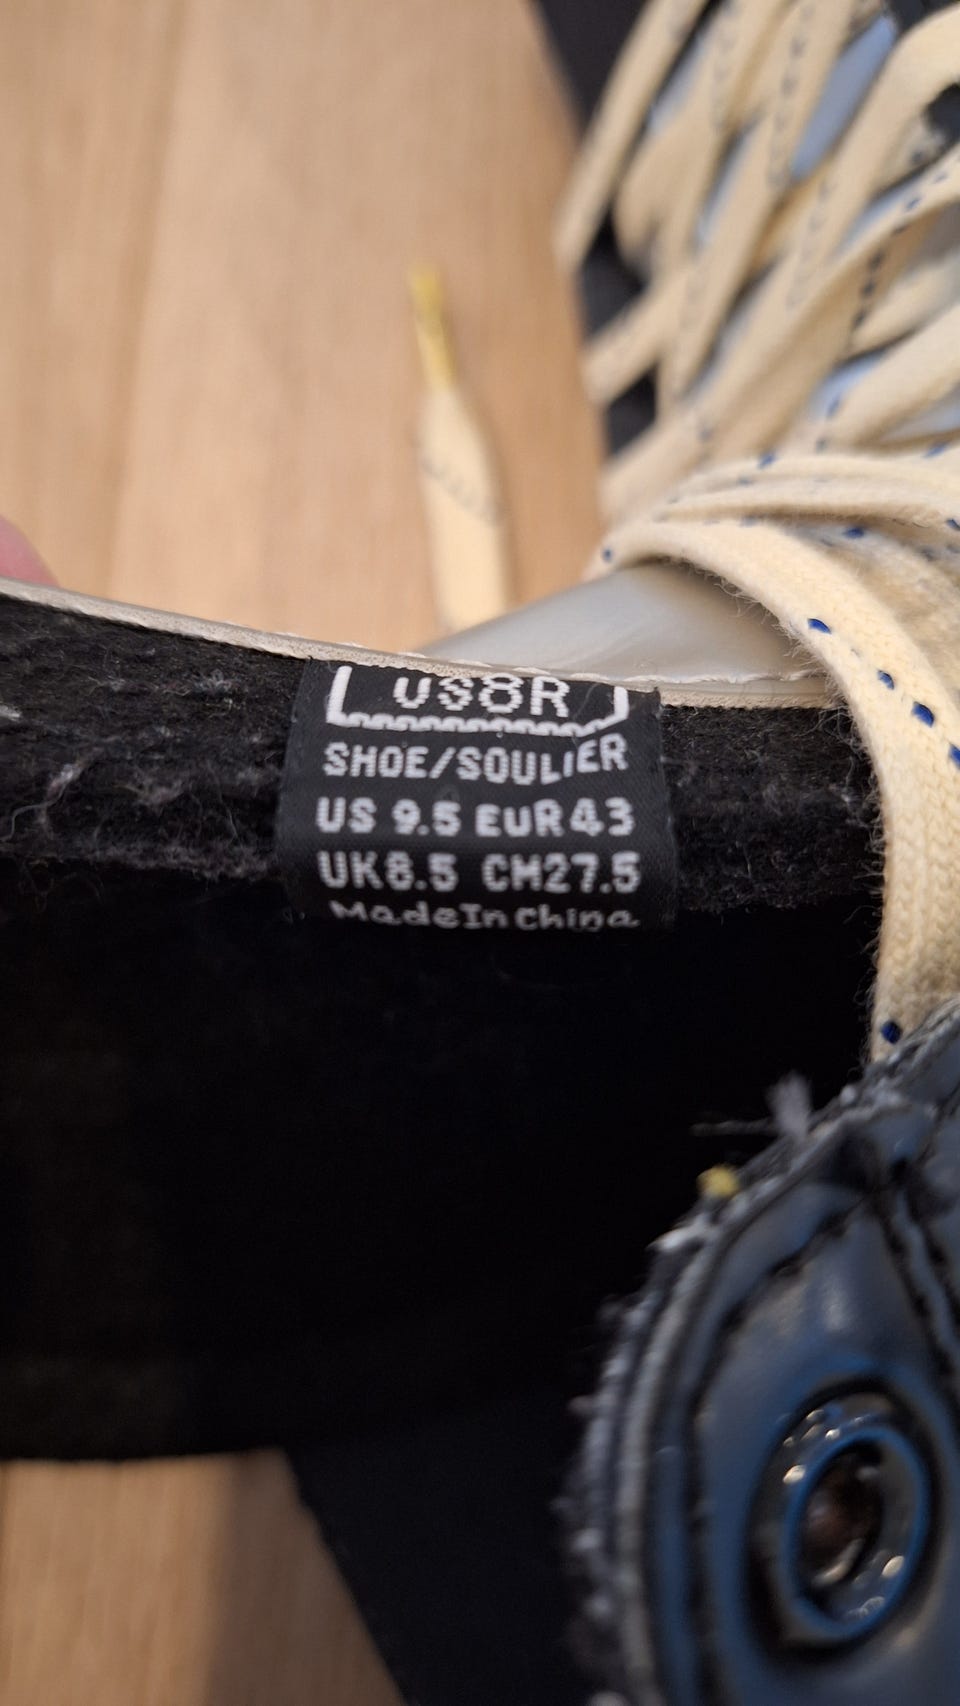 US8R
SHOE/SOULIER
US 9.5 EUR43
UK8.5 CM27.5
MadeInChina